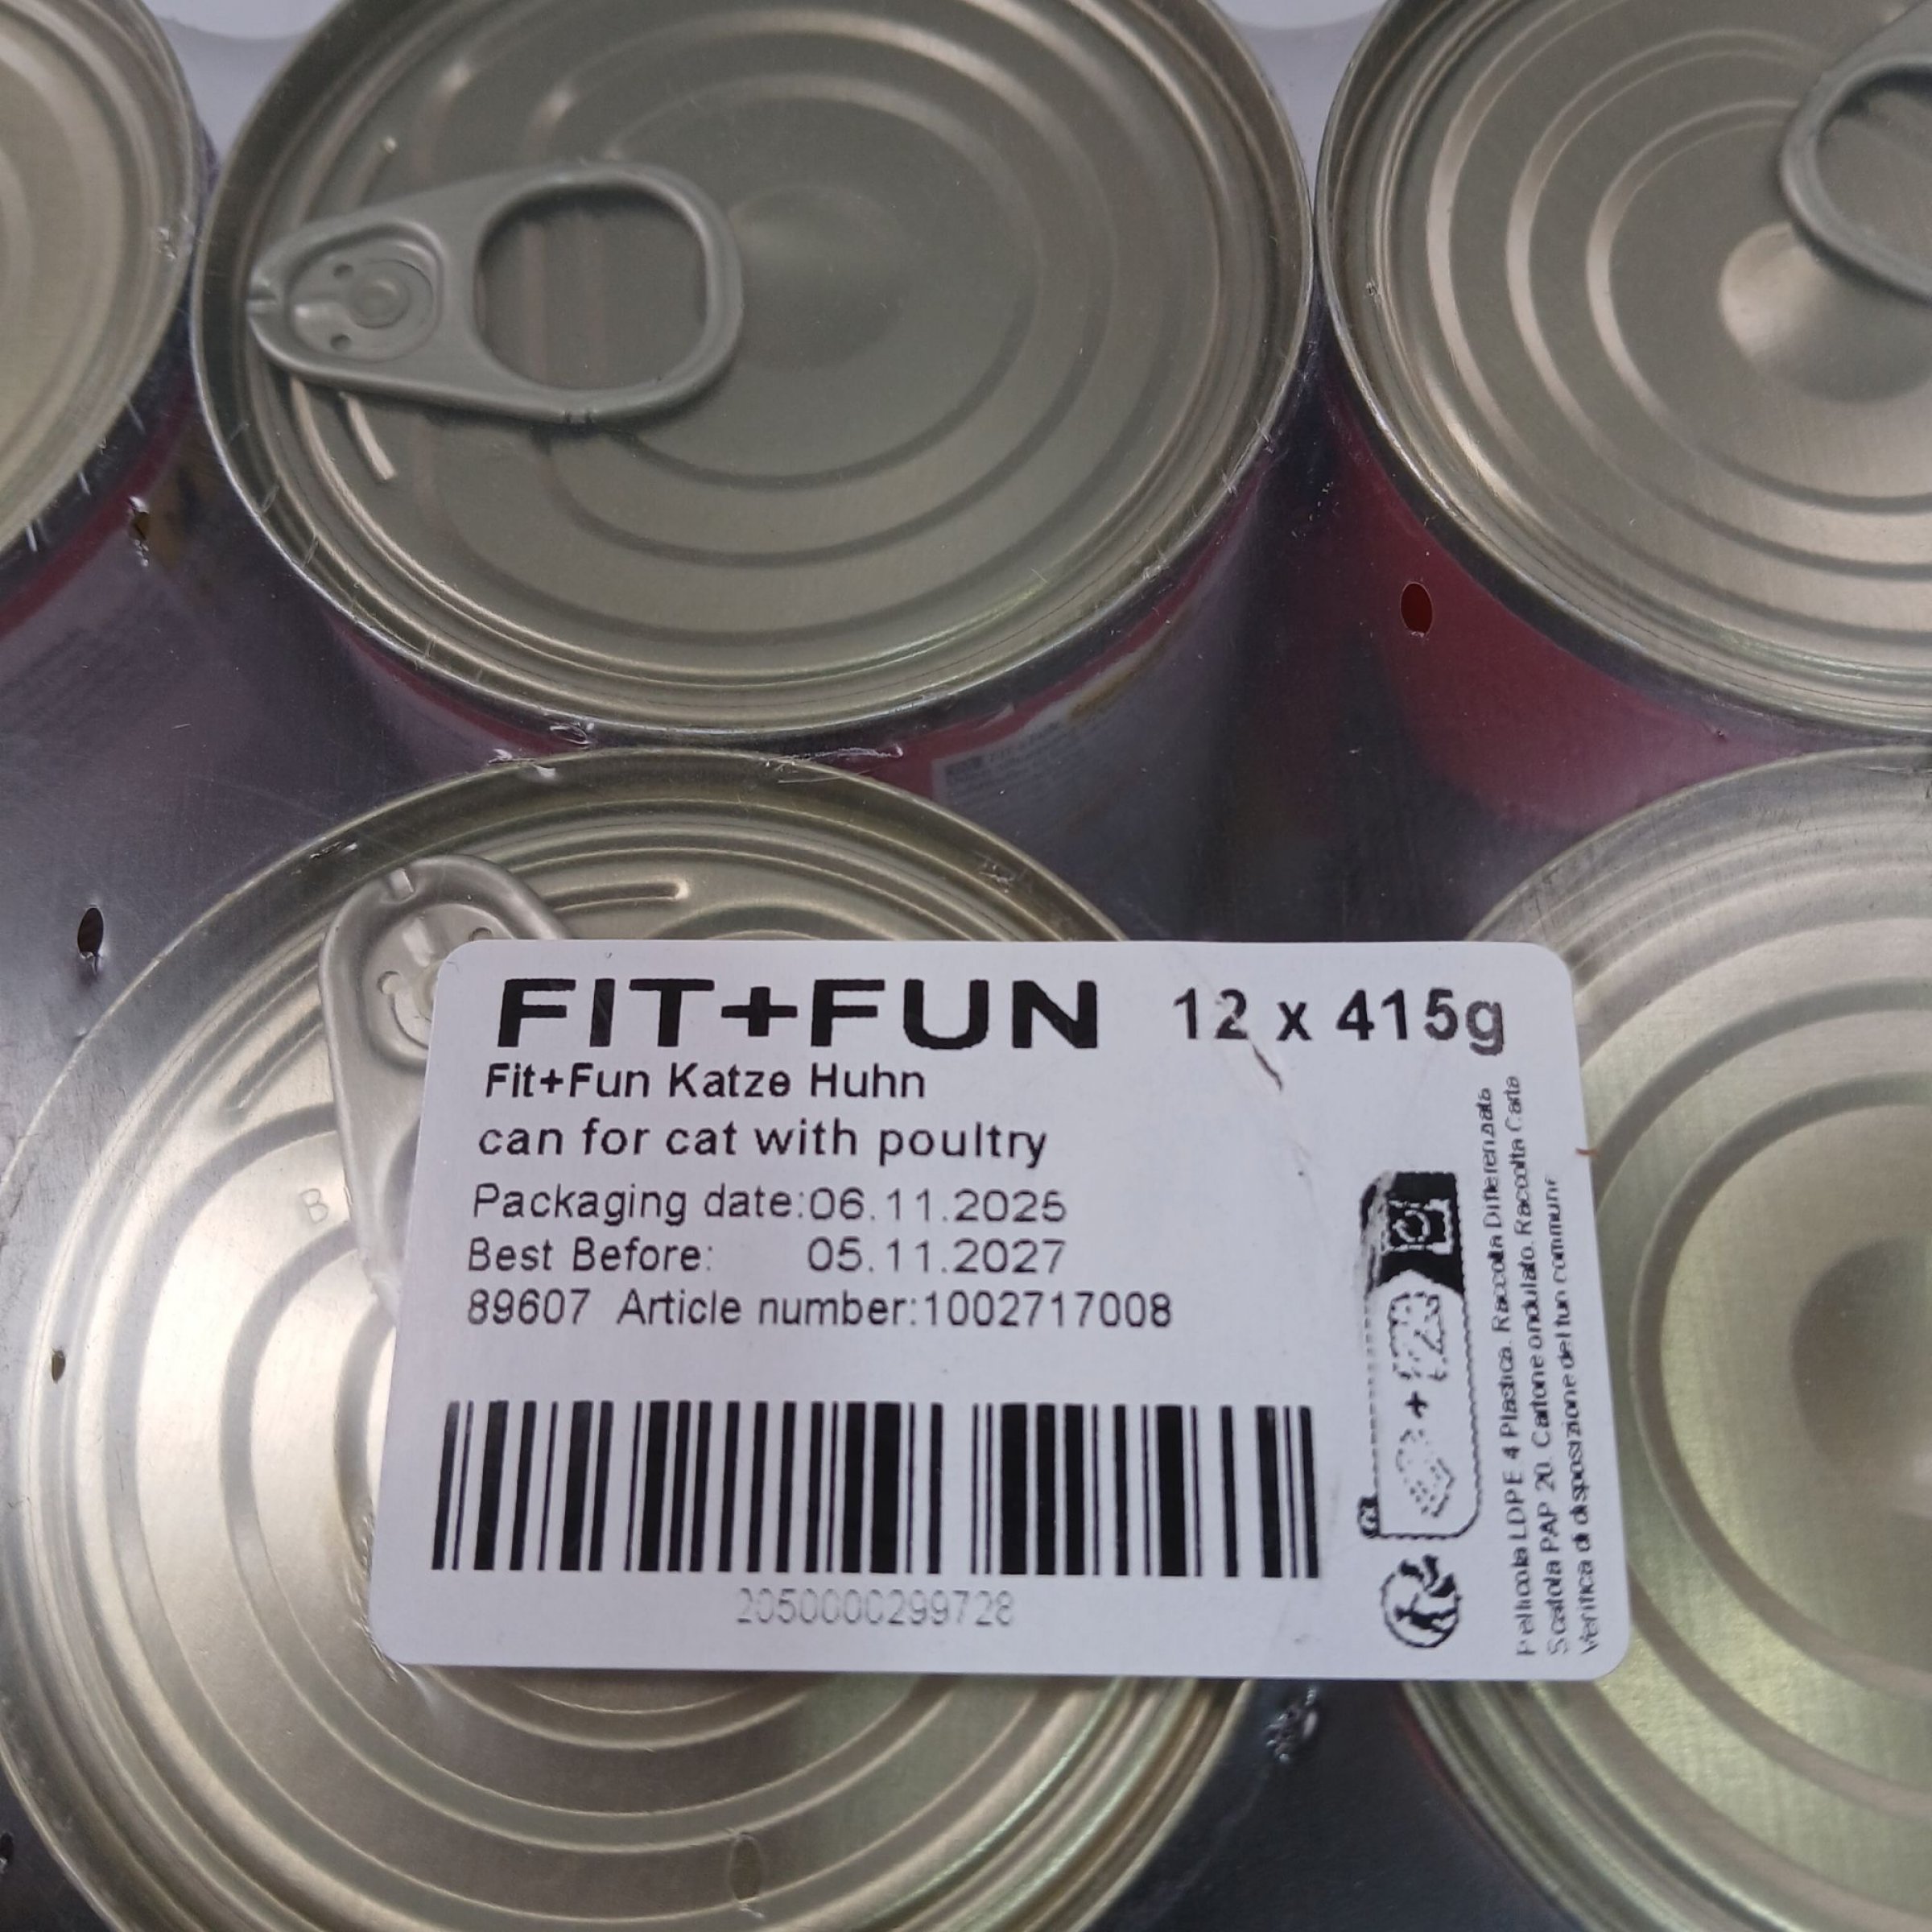 FIT+FUN 12 x 415g
Fit+Fun Katze Huhn
can for cat with poultry
Packaging date:06.11.2025
Best Before: 05.11.2027
89607 Article number:1002717008
2050000299728
Pellicola LDPE 4 Plastica. Raccolta Differenziata
Scatola PAP 20. Cartone ondulato. Raccolta Carta
Verifica di disposizione del tun commune